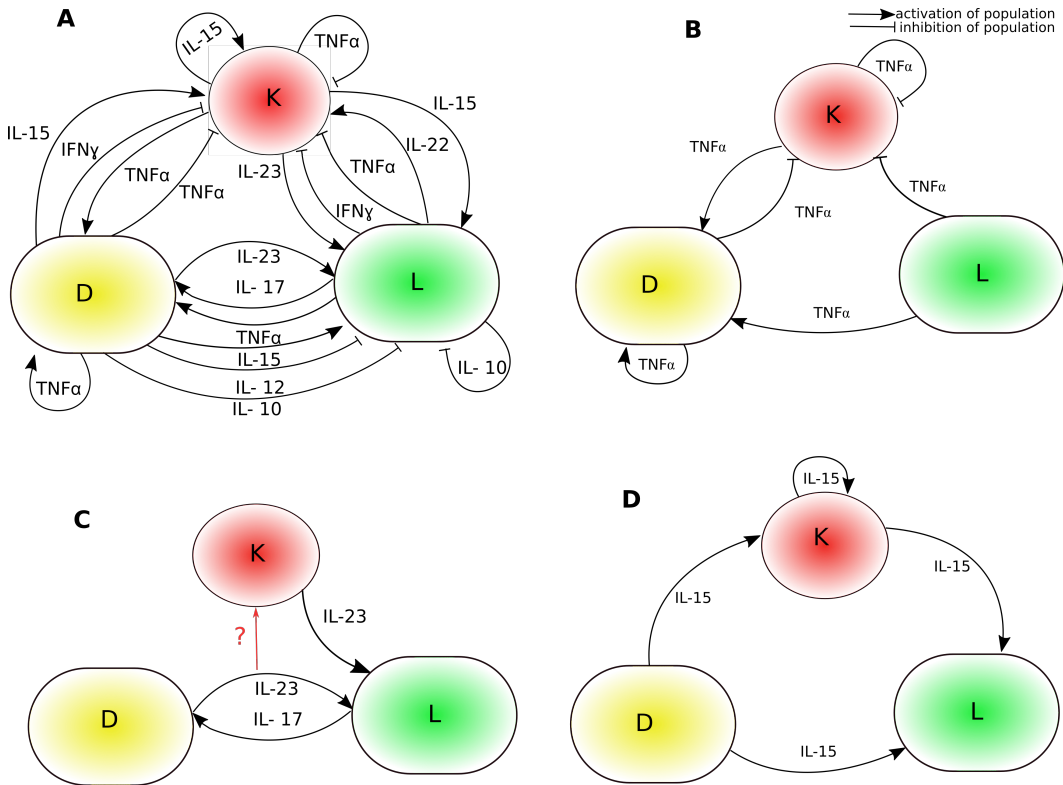 A
IL-15
TNFα
K
IL-15
IFNɣ
TNFα
TNFα
IL-23
IFNɣ
TNFα
IL-22
IL-15
D
IL-23
IL- 17
TNFα
IL-15
IL- 12
IL- 10
L
TNFα
IL- 10
B
activation of population
inhibition of population
TNFα
K
TNFα
TNFα
TNFα
D
L
TNFα
TNFα
C
K
?
IL-23
D
IL-23
IL- 17
L
D
IL-15
K
IL-15
IL-15
D
L
IL-15